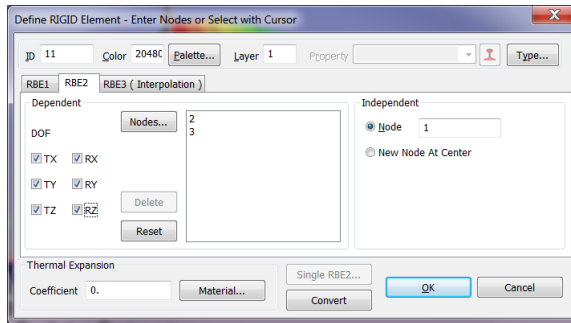 Define RIGID Element - Enter Nodes or Select with Cursor
ID 11 Color 20480 Palette... Layer 1 Property Type...
RBE1 RBE2 RBE3 ( Interpolation )
Dependent Independent
DOF Nodes... 2 Node 1
3
New Node At Center
TX RX
TY RY
TZ RZ Delete
Reset
Thermal Expansion
Coefficient 0. Material... Single RBE2... OK Cancel
Convert